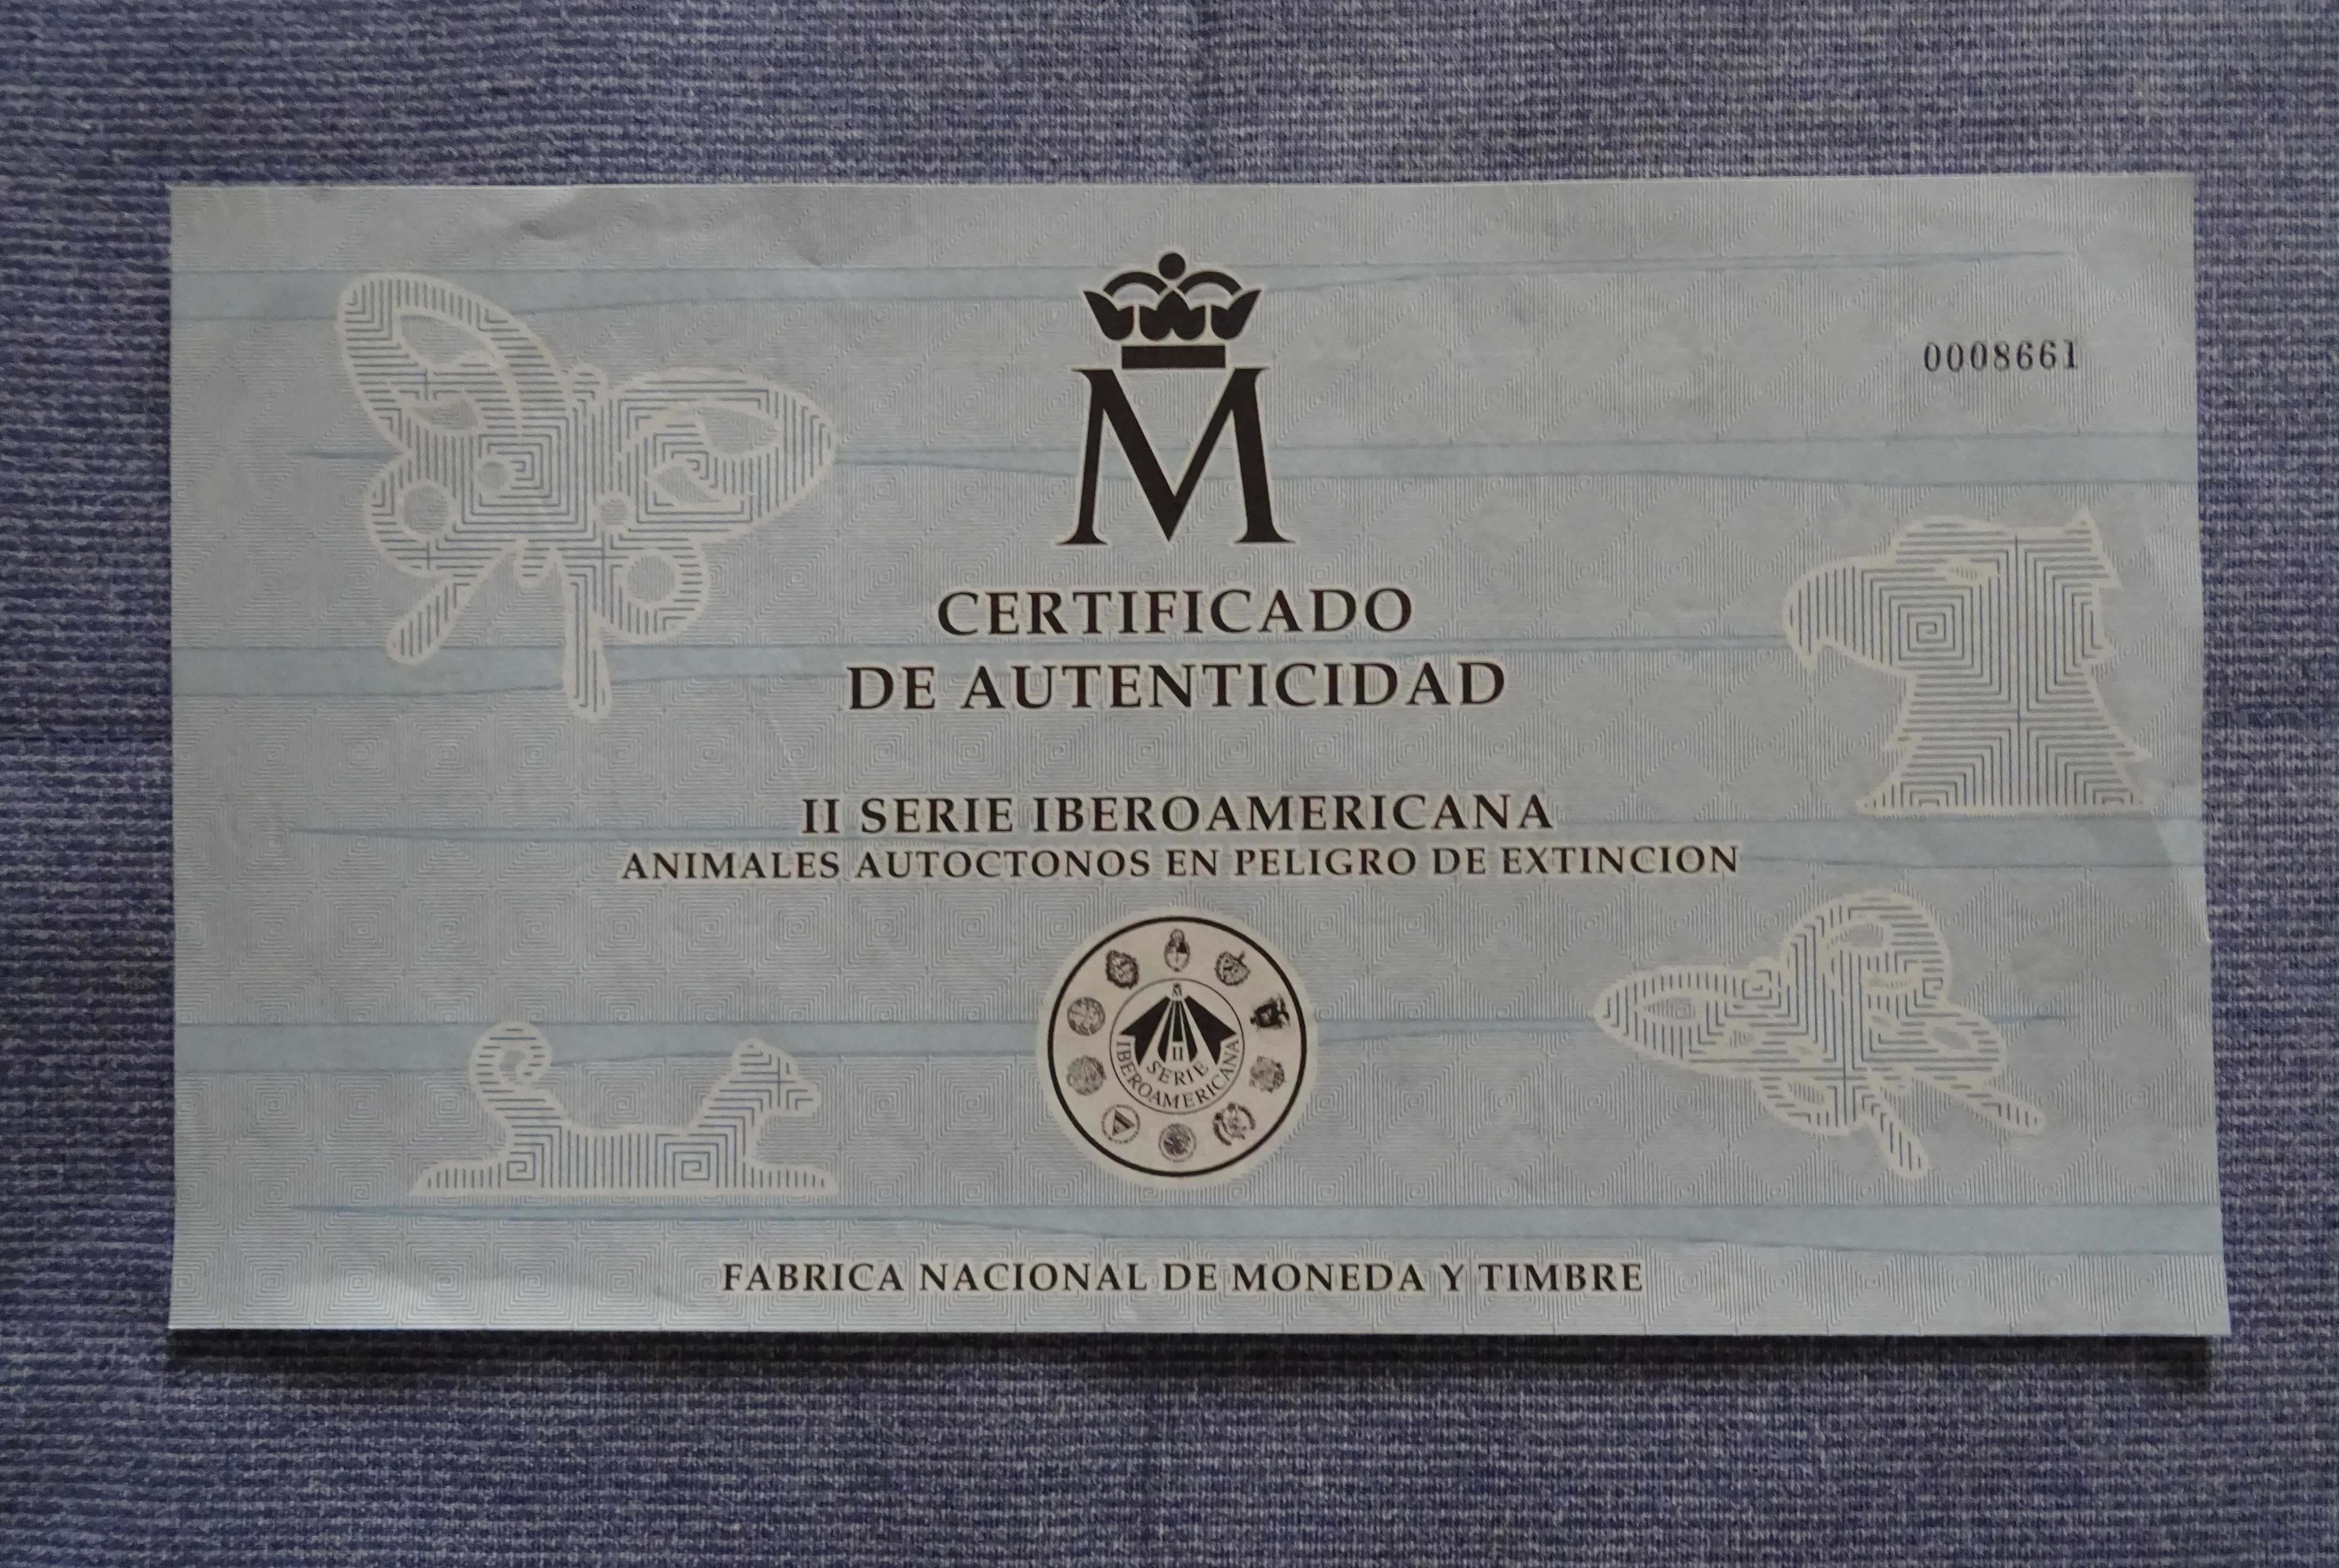 M
0008661
CERTIFICADO
DE AUTENTICIDAD
II SERIE IBEROAMERICANA
ANIMALES AUTOCTONOS EN PELIGRO DE EXTINCION
II
SERIE
IBEROAMERICANA
FABRICA NACIONAL DE MONEDA Y TIMBRE